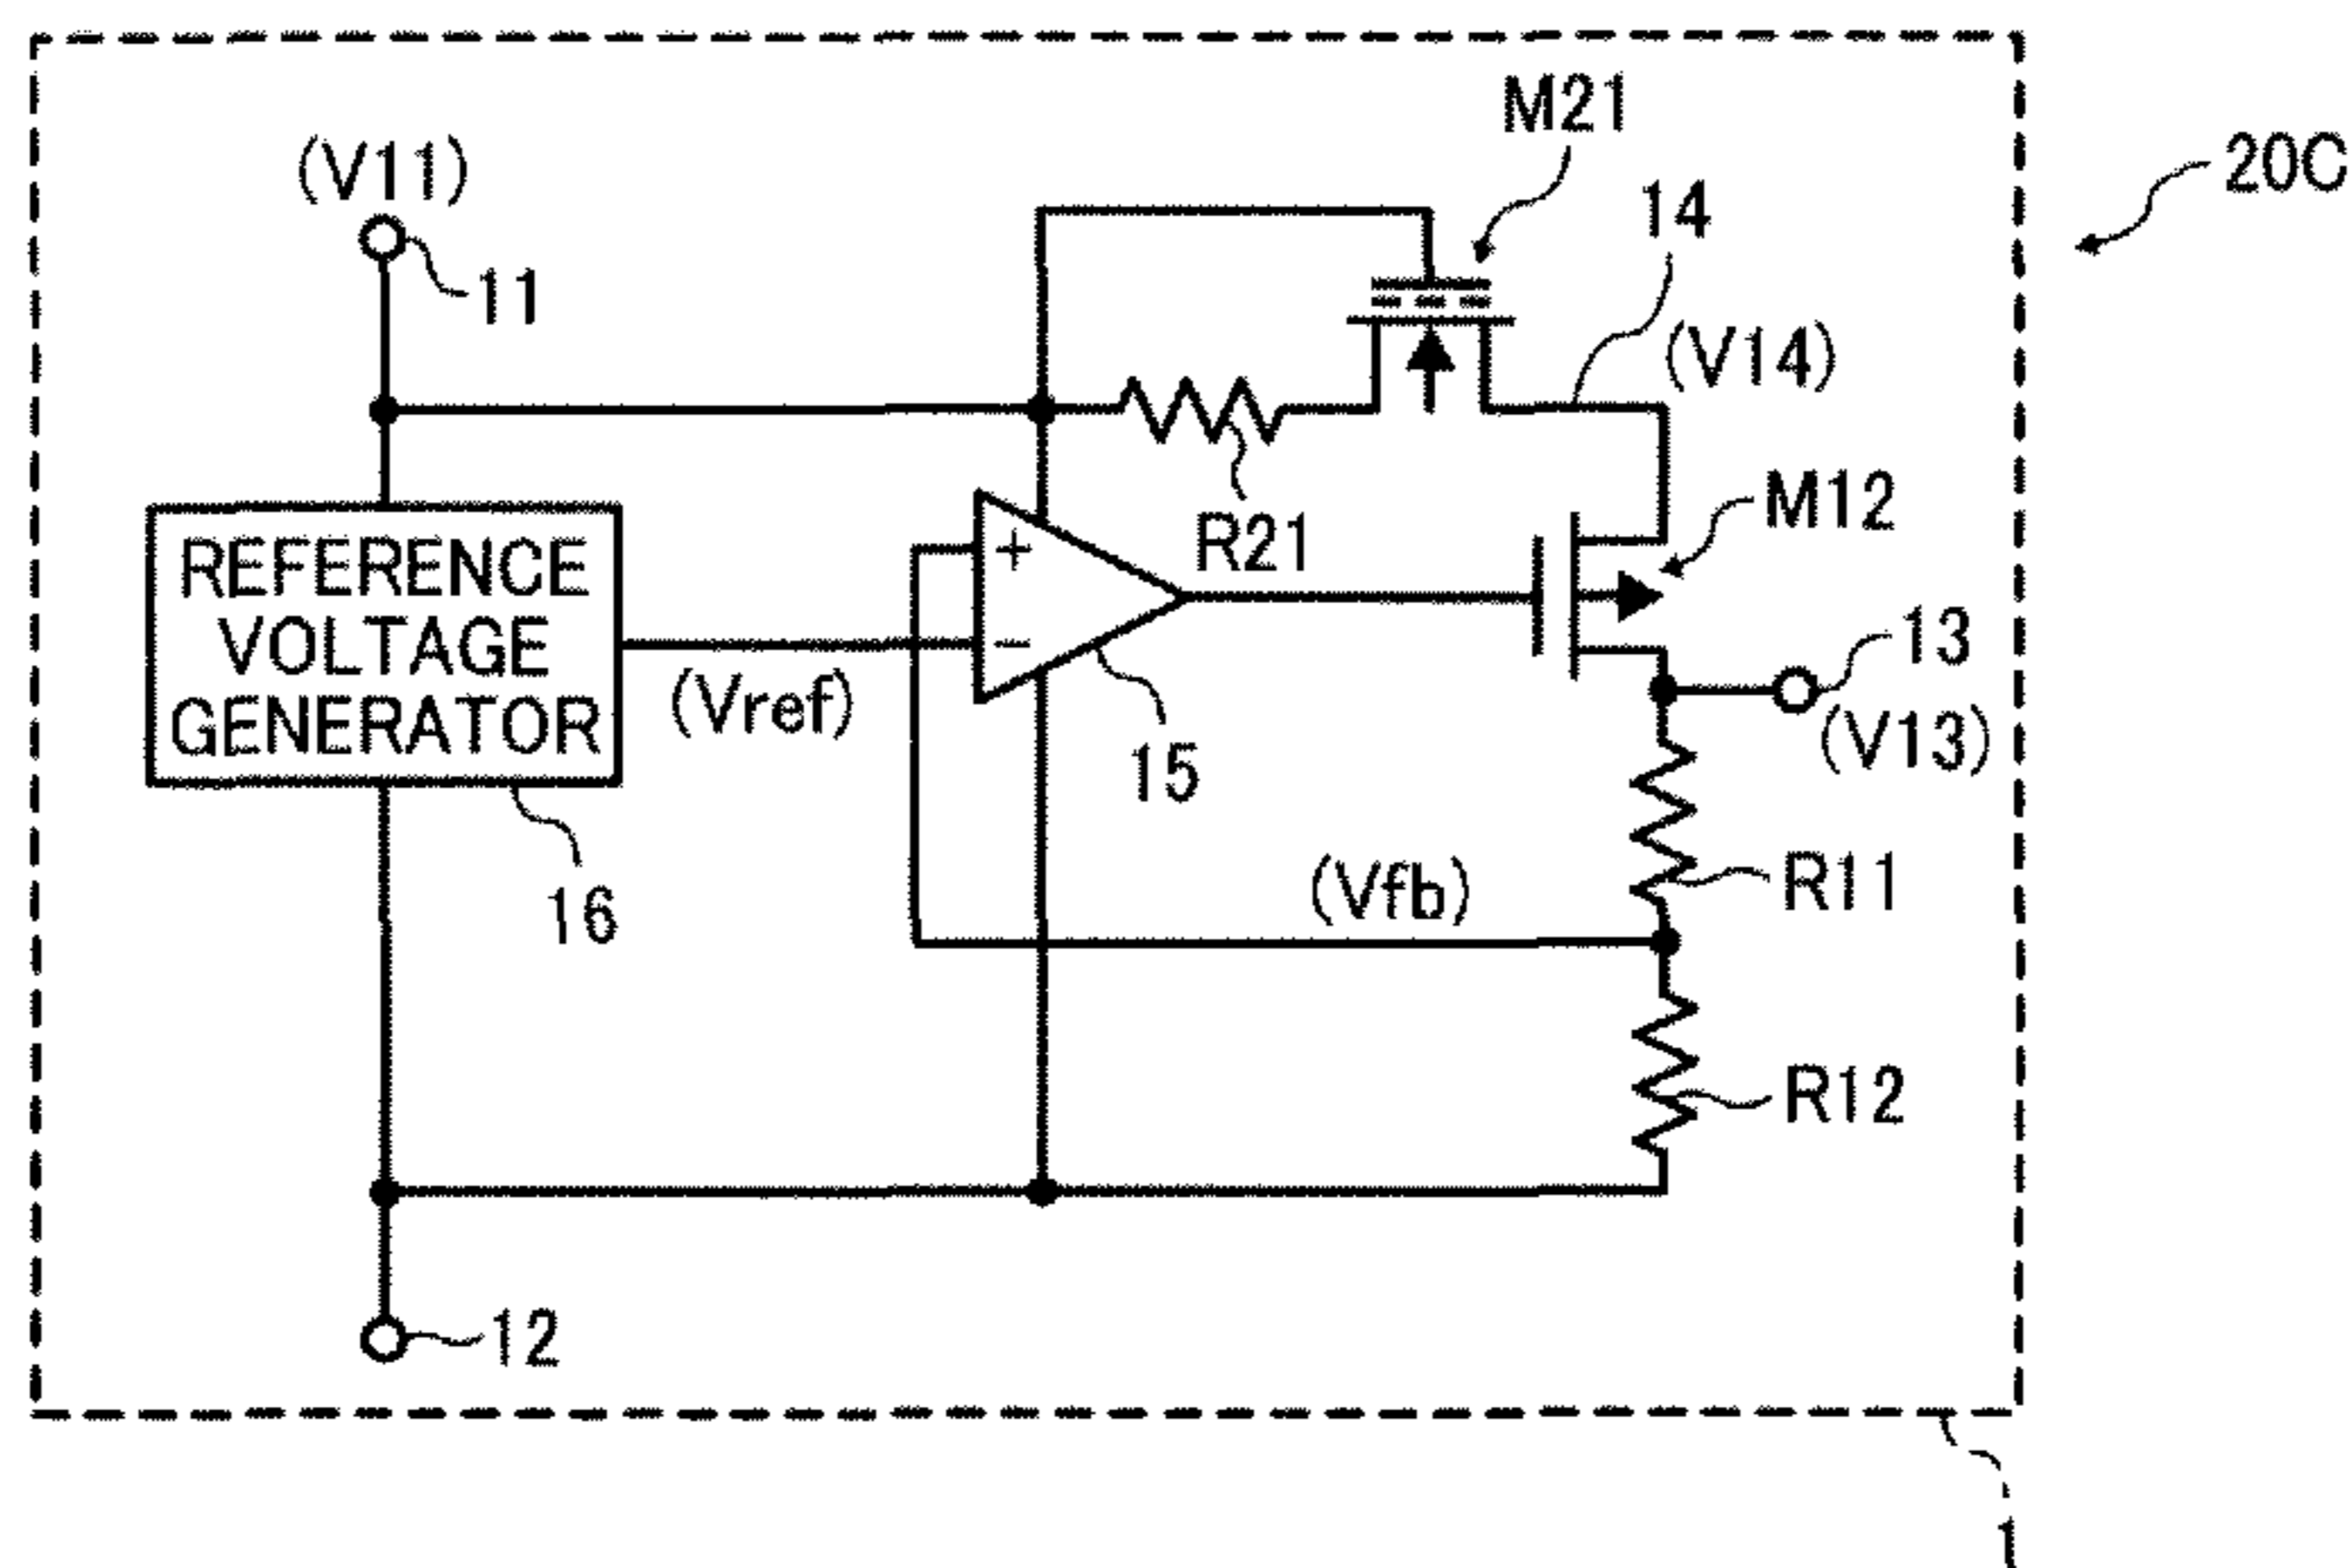 M21
20C
(V11)
14
11
(V14)
M12
R21
+
REFERENCE
VOLTAGE
GENERATOR
−
13
(Vref)
(V13)
15
(Vfb)
R11
16
R12
12
1